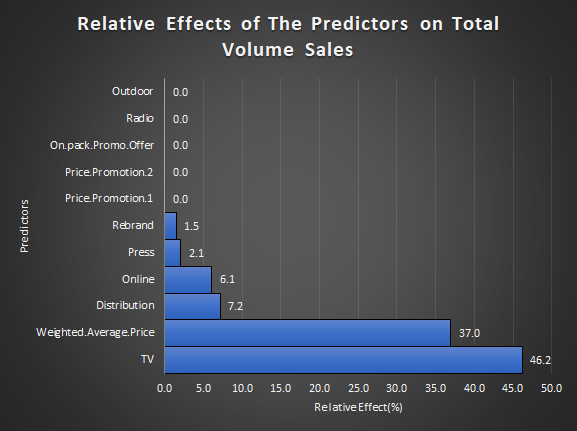 Relative Effects of The Predictors on Total
Volume Sales
Predictors
Outdoor 0.0
Radio 0.0
On.pack.Promo.Offer 0.0
Price.Promotion.2 0.0
Price.Promotion.1 0.0
Rebrand 1.5
Press 2.1
Online 6.1
Distribution 7.2
Weighted.Average.Price 37.0
TV 46.2
0.0 5.0 10.0 15.0 20.0 25.0 30.0 35.0 40.0 45.0 50.0
Relative Effect(%)